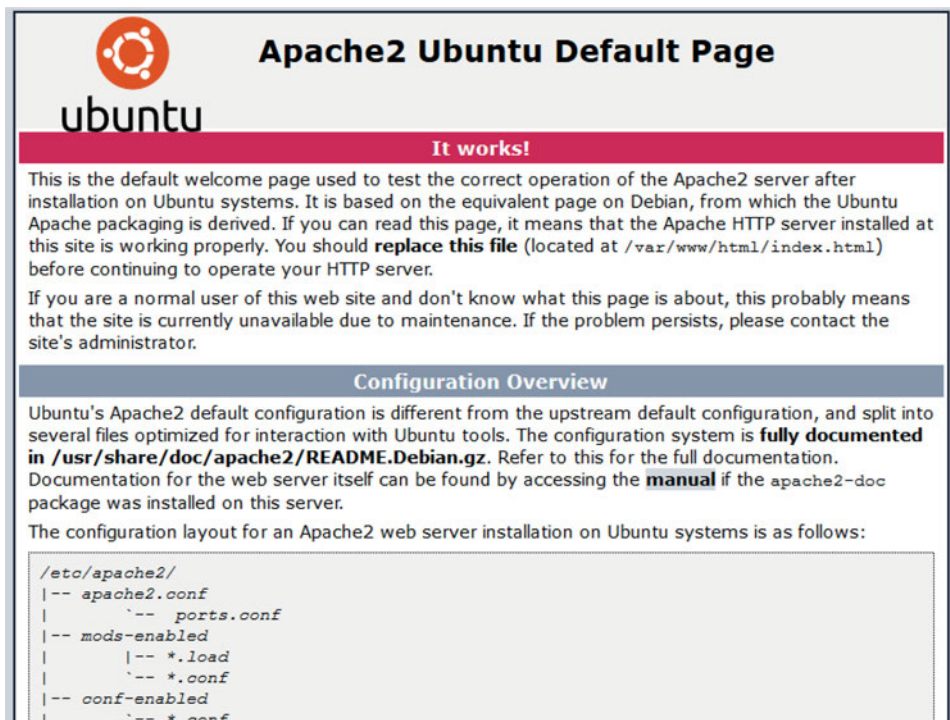 ubuntu
Apache2 Ubuntu Default Page
It works!
This is the default welcome page used to test the correct operation of the Apache2 server after
installation on Ubuntu systems. It is based on the equivalent page on Debian, from which the Ubuntu
Apache packaging is derived. If you can read this page, it means that the Apache HTTP server installed at
this site is working properly. You should replace this file (located at /var/www/html/index.html)
before continuing to operate your HTTP server.
If you are a normal user of this web site and don't know what this page is about, this probably means
that the site is currently unavailable due to maintenance. If the problem persists, please contact the
site's administrator.
Configuration Overview
Ubuntu's Apache2 default configuration is different from the upstream default configuration, and split into
several files optimized for interaction with Ubuntu tools. The configuration system is fully documented
in /usr/share/doc/apache2/README.Debian.gz. Refer to this for the full documentation.
Documentation for the web server itself can be found by accessing the manual if the apache2-doc
package was installed on this server.
The configuration layout for an Apache2 web server installation on Ubuntu systems is as follows:
/etc/apache2/
|-- apache2.conf
|       `--  ports.conf
|-- mods-enabled
|       |-- *.load
|       `-- *.conf
|-- conf-enabled
|       `-- *.conf